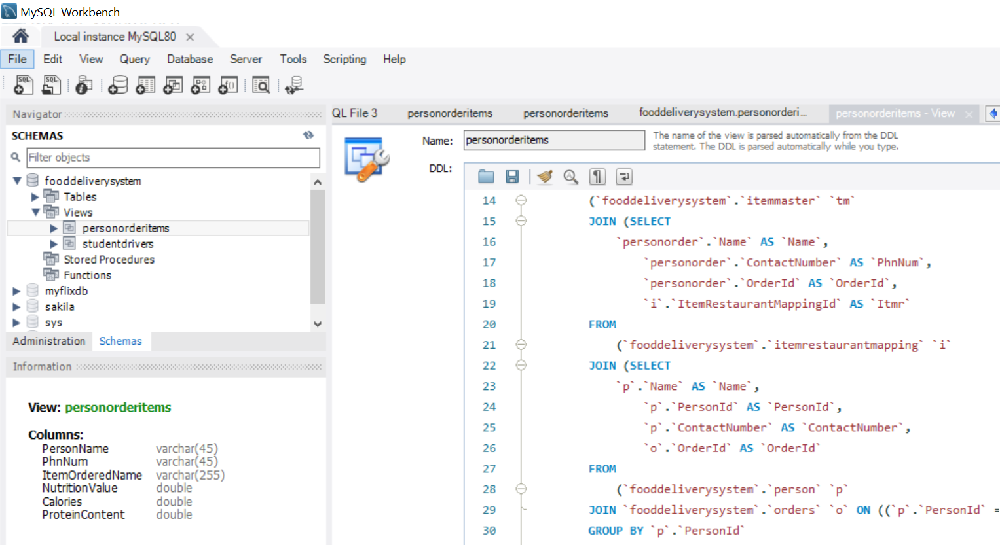 MySQL Workbench
Local instance MySQL80
File Edit View Query Database Server Tools Scripting Help
Navigator
SCHEMAS
Filter objects
fooddeliverysystem
Tables
Views
personorderitems
studentdrivers
Stored Procedures
Functions
myflixdb
sakila
sys
Administration Schemas
Information
View: personorderitems
Columns:
PersonName varchar(45)
PhnNum varchar(45)
ItemOrderedName varchar(255)
NutritionValue double
Calories double
ProteinContent double
QL File 3 personorderitems personorderitems fooddeliverysystem.personorderi... personorderitems - View
Name: personorderitems
The name of the view is parsed automatically from the DDL
statement. The DDL is parsed automatically while you type.
DDL:
14 (`fooddeliverysystem`.`itemmaster` `tm`
15 JOIN (SELECT
16 `personorder`.`Name` AS `Name`,
17 `personorder`.`ContactNumber` AS `PhnNum`,
18 `personorder`.`OrderId` AS `OrderId`,
19 `i`.`ItemRestaurantMappingId` AS `Itmr`
20 FROM
21 (`fooddeliverysystem`.`itemrestaurantmapping` `i`
22 JOIN (SELECT
23 `p`.`Name` AS `Name`,
24 `p`.`PersonId` AS `PersonId`,
25 `p`.`ContactNumber` AS `ContactNumber`,
26 `o`.`OrderId` AS `OrderId`
27 FROM
28 (`fooddeliverysystem`.`person` `p`
29 JOIN `fooddeliverysystem`.`orders` `o` ON ((`p`.`PersonId` =
30 GROUP BY `p`.`PersonId`